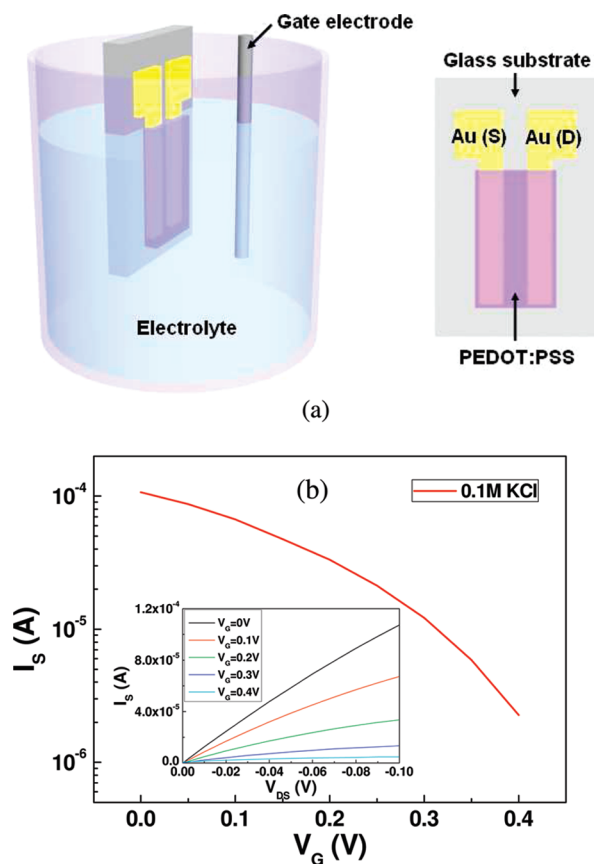 Gate electrode
Glass substrate
Au (S) Au (D)
Electrolyte
PEDOT:PSS
(a)
(b)
0.1M KCl
10⁻⁴
10⁻⁵
10⁻⁶
I_S (A)
1.2x10⁻⁴
8.0x10⁻⁵
4.0x10⁻⁵
0.0
I_S (A)
V_G=0V
V_G=0.1V
V_G=0.2V
V_G=0.3V
V_G=0.4V
0.00 -0.02 -0.04 -0.06 -0.08 -0.10
V_DS (V)
0.0 0.1 0.2 0.3 0.4
V_G (V)